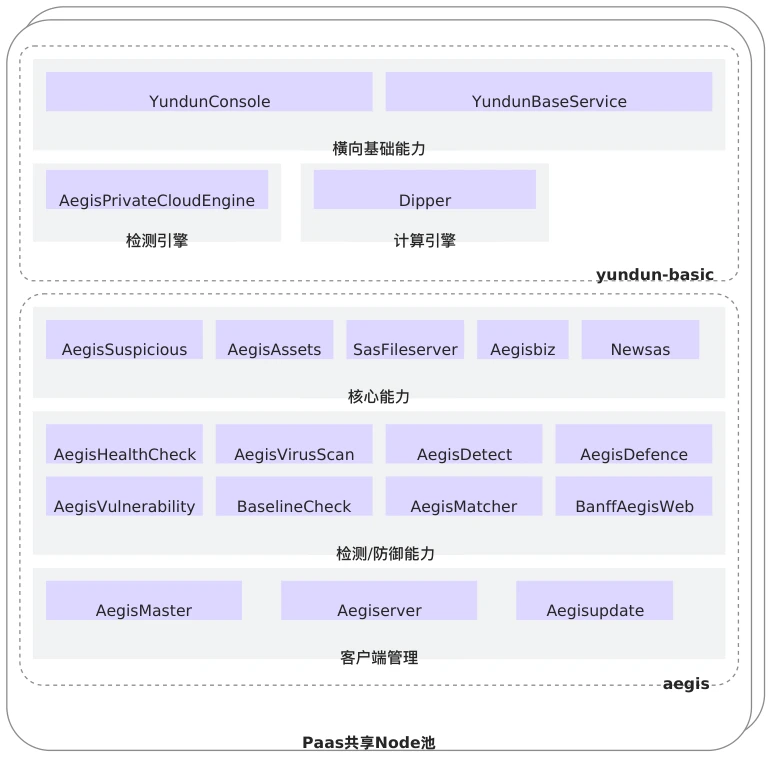 YundunConsole
YundunBaseService
横向基础能力
AegisPrivateCloudEngine
Dipper
检测引擎
计算引擎
yundun-basic
AegisSuspicious
AegisAssets
SasFileserver
Aegisbiz
Newsas
核心能力
AegisHealthCheck
AegisVirusScan
AegisDetect
AegisDefence
AegisVulnerability
BaselineCheck
AegisMatcher
BanffAegisWeb
检测/防御能力
AegisMaster
Aegiserver
Aegisupdate
客户端管理
aegis
Paas共享Node池